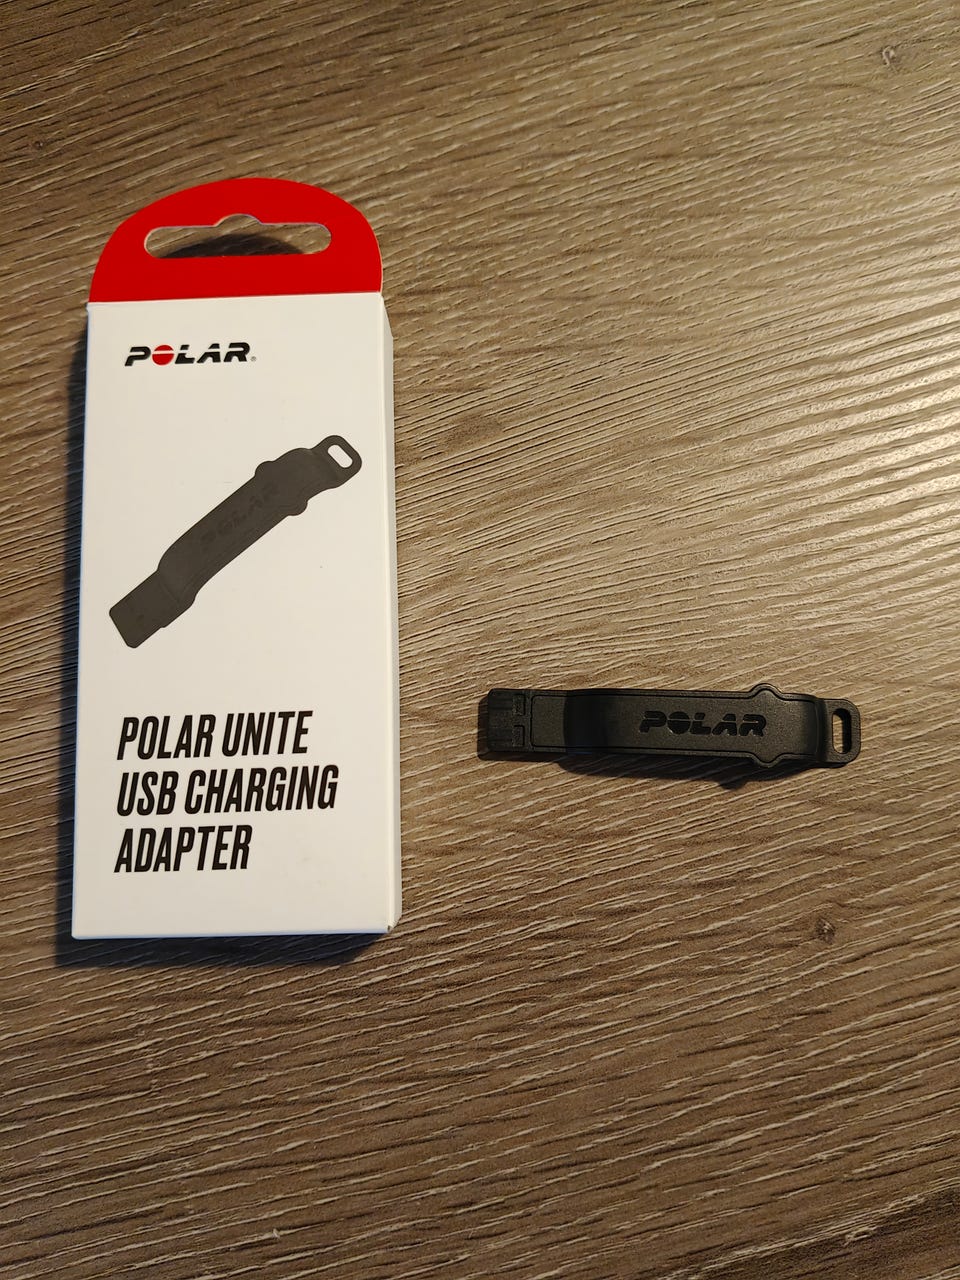 POLAR®
POLAR
POLAR UNITE
USB CHARGING
ADAPTER
POLAR